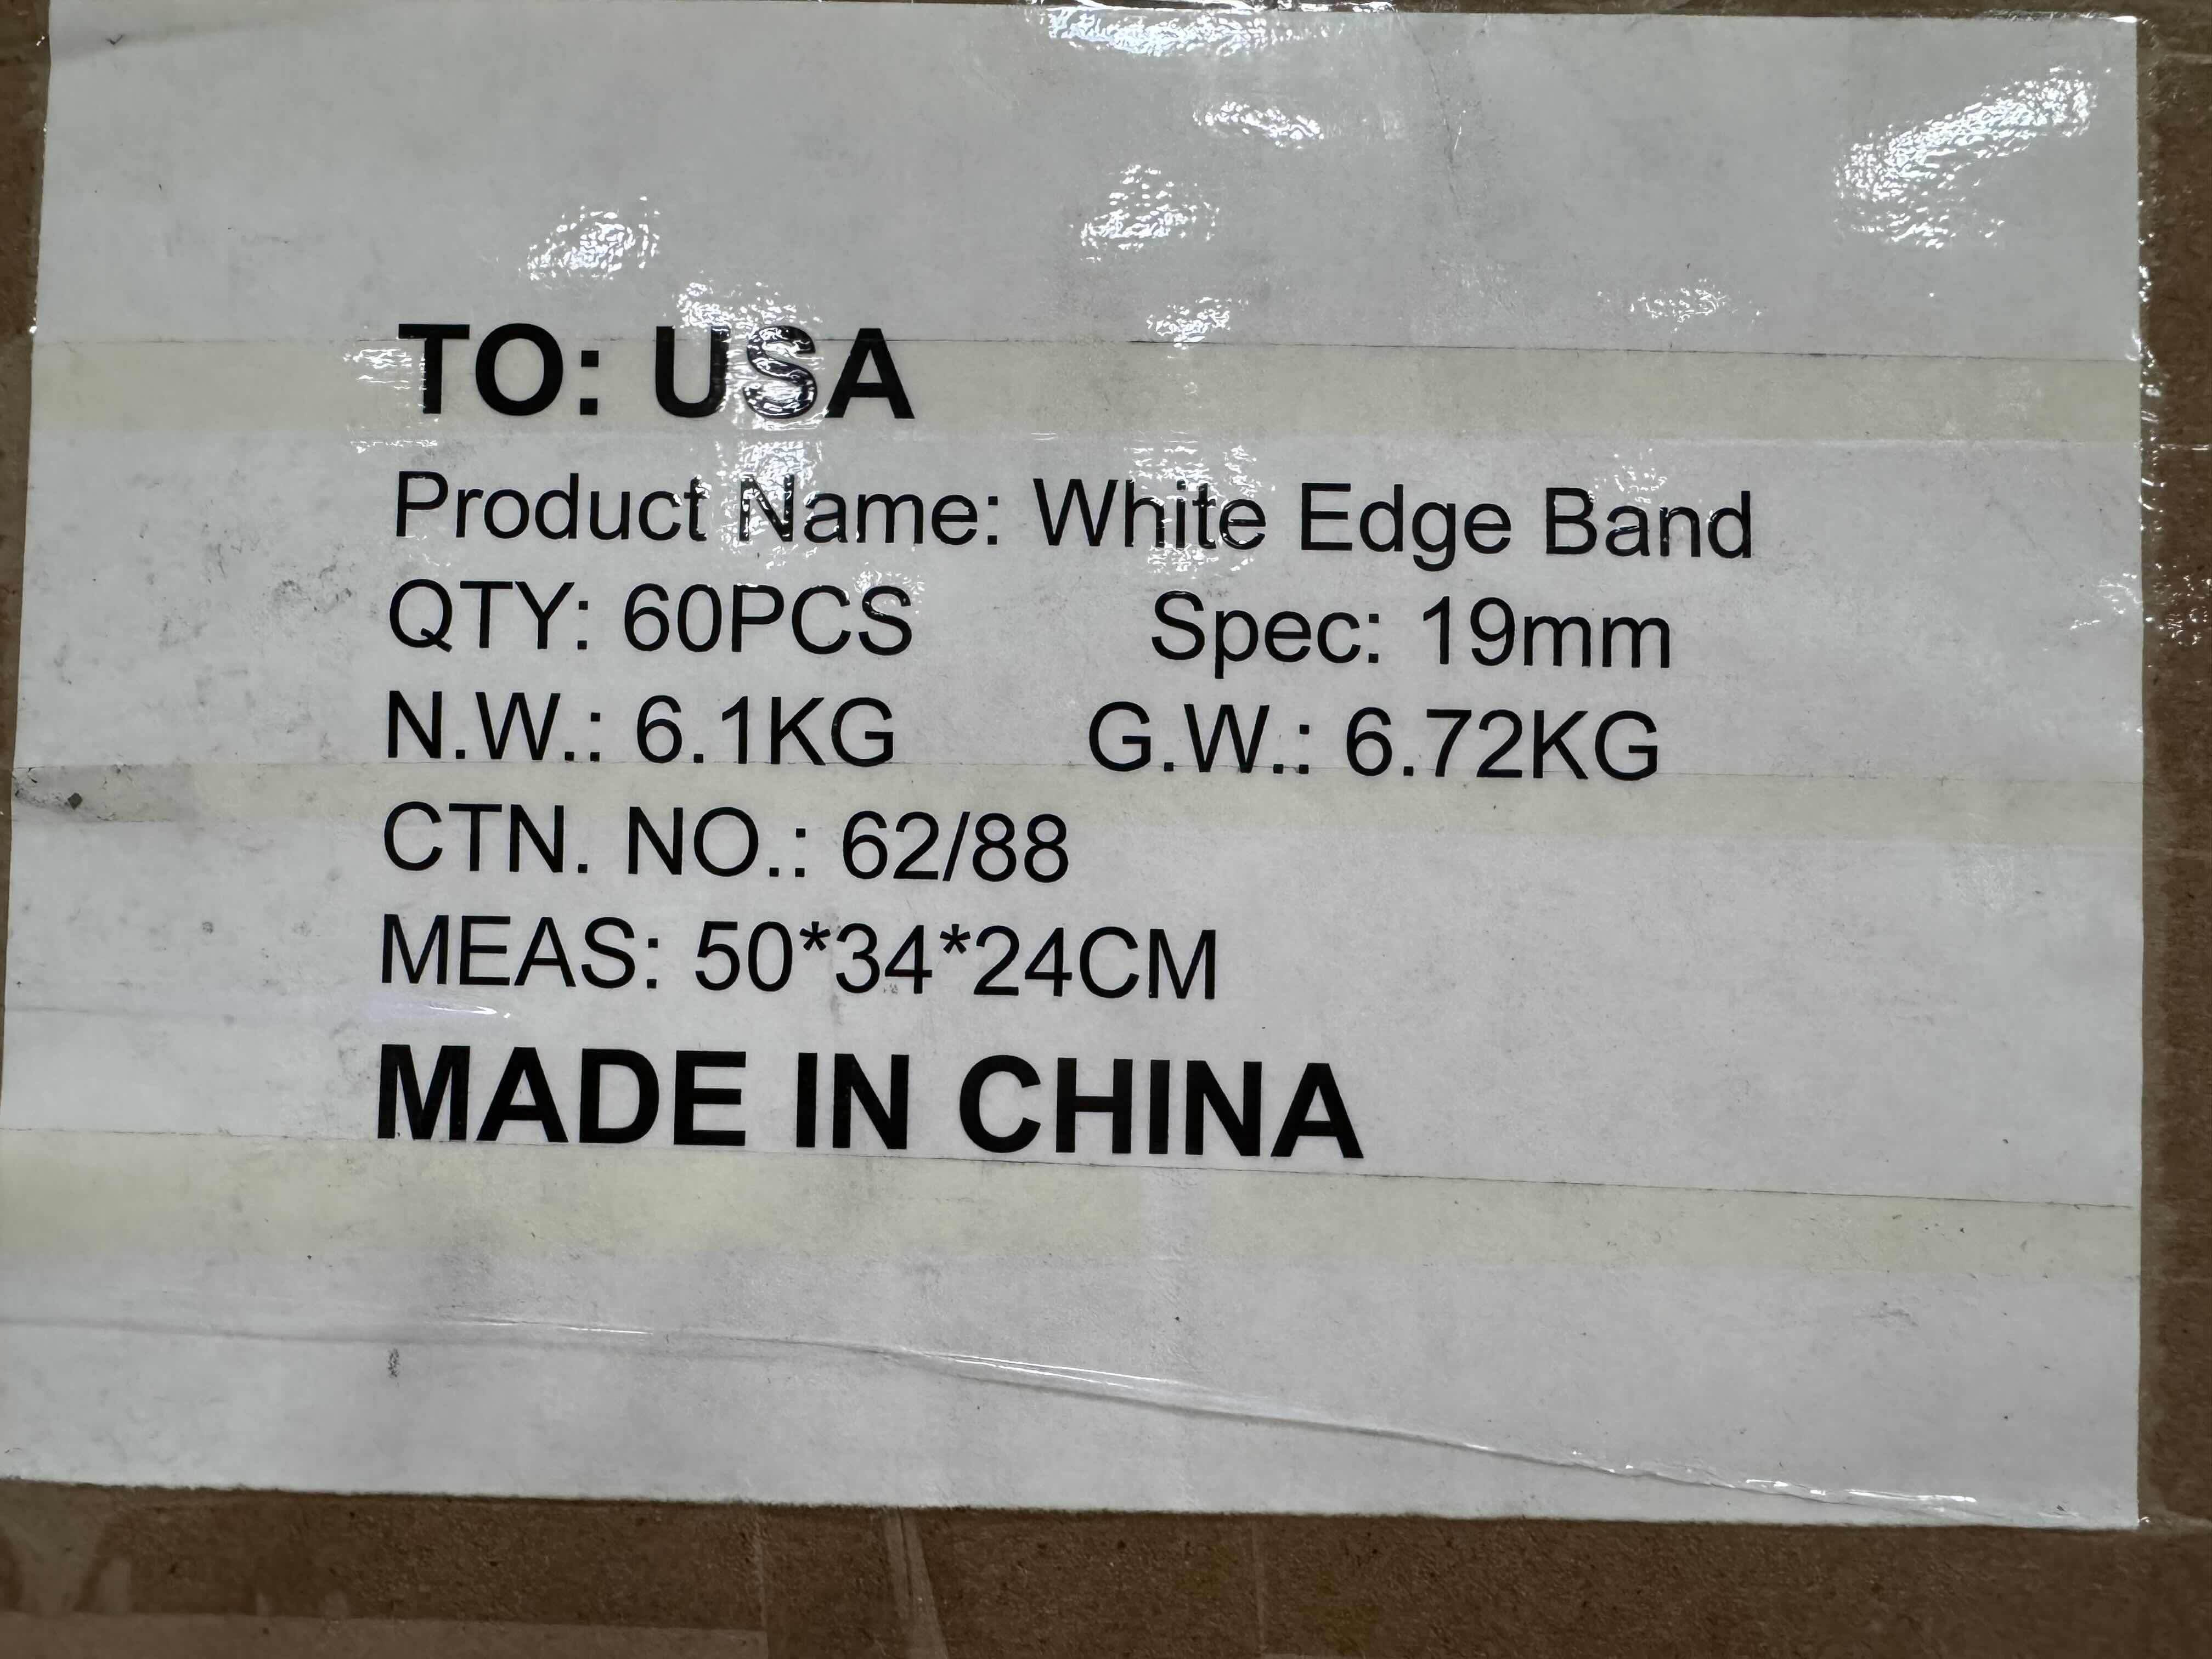 TO: USA
Product Name: White Edge Band
QTY: 60PCS Spec: 19mm
N.W.: 6.1KG G.W.: 6.72KG
CTN. NO.: 62/88
MEAS: 50*34*24CM
MADE IN CHINA